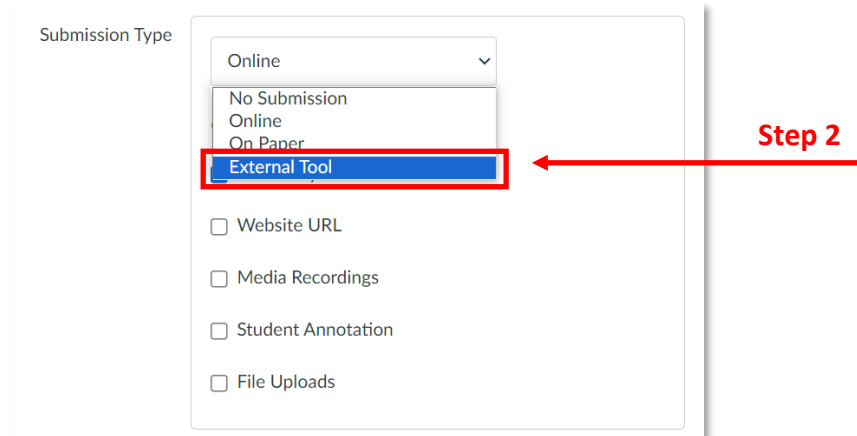 Submission Type
Online
No Submission
Online
On Paper
External Tool
Step 2
Website URL
Media Recordings
Student Annotation
File Uploads